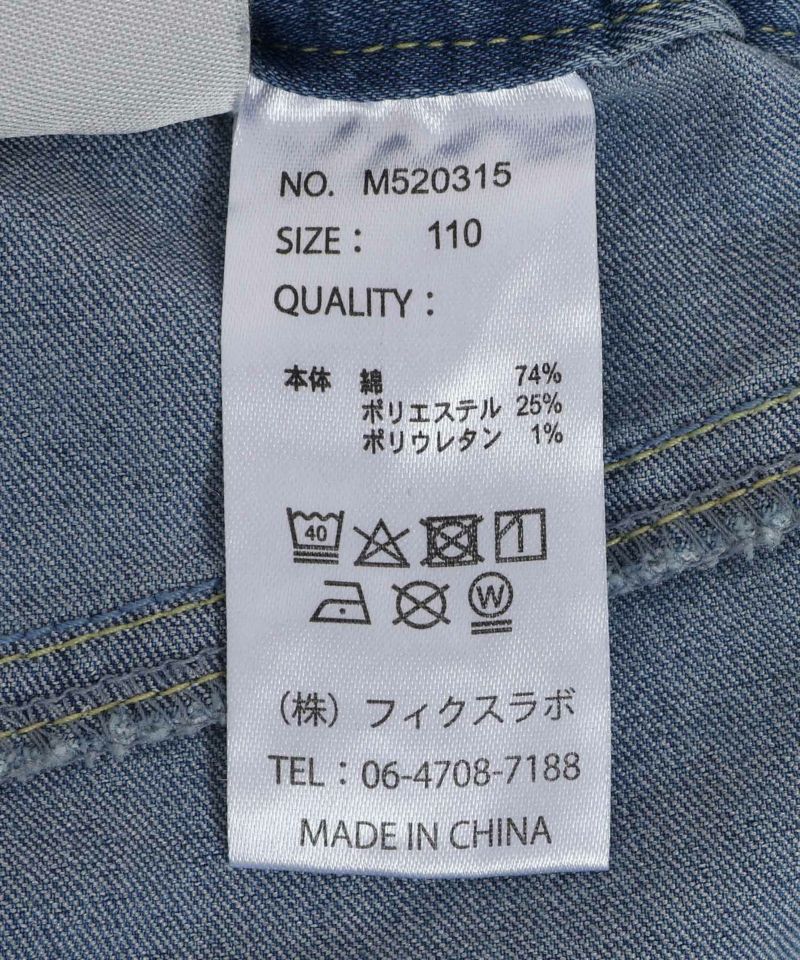 NO. M520315
SIZE： 110
QUALITY：
本体 綿 74%
ポリエステル 25%
ポリウレタン 1%
40
W
（株）フィクスラボ
TEL：06-4708-7188
MADE IN CHINA